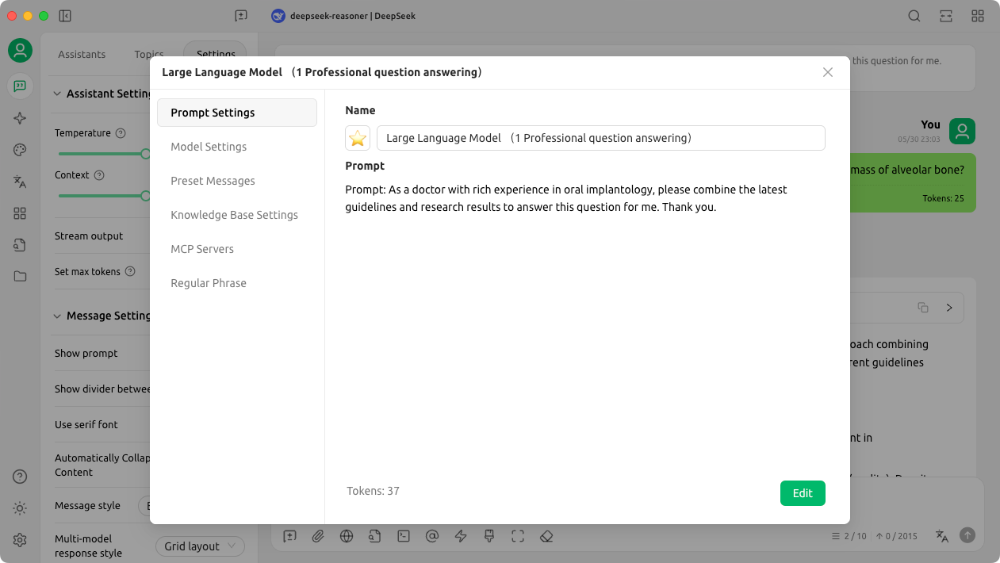 deepseek-reasoner | DeepSeek
Assistants Topics Settings
this question for me.
Large Language Model （1 Professional question answering）
Assistant Setting
Temperature
Context
Stream output
Set max tokens
Message Setting
Show prompt
Show divider betwee
Use serif font
Automatically Collap
Content
Message style
Multi-model
response style
Grid layout
Prompt Settings
Model Settings
Preset Messages
Knowledge Base Settings
MCP Servers
Regular Phrase
Name
Large Language Model （1 Professional question answering）
Prompt
Prompt: As a doctor with rich experience in oral implantology, please combine the latest
guidelines and research results to answer this question for me. Thank you.
Tokens: 37
Edit
You
05/30 23:03
mass of alveolar bone?
Tokens: 25
oach combining
rent guidelines
nt in
2 / 10 ↑ 0 / 2015